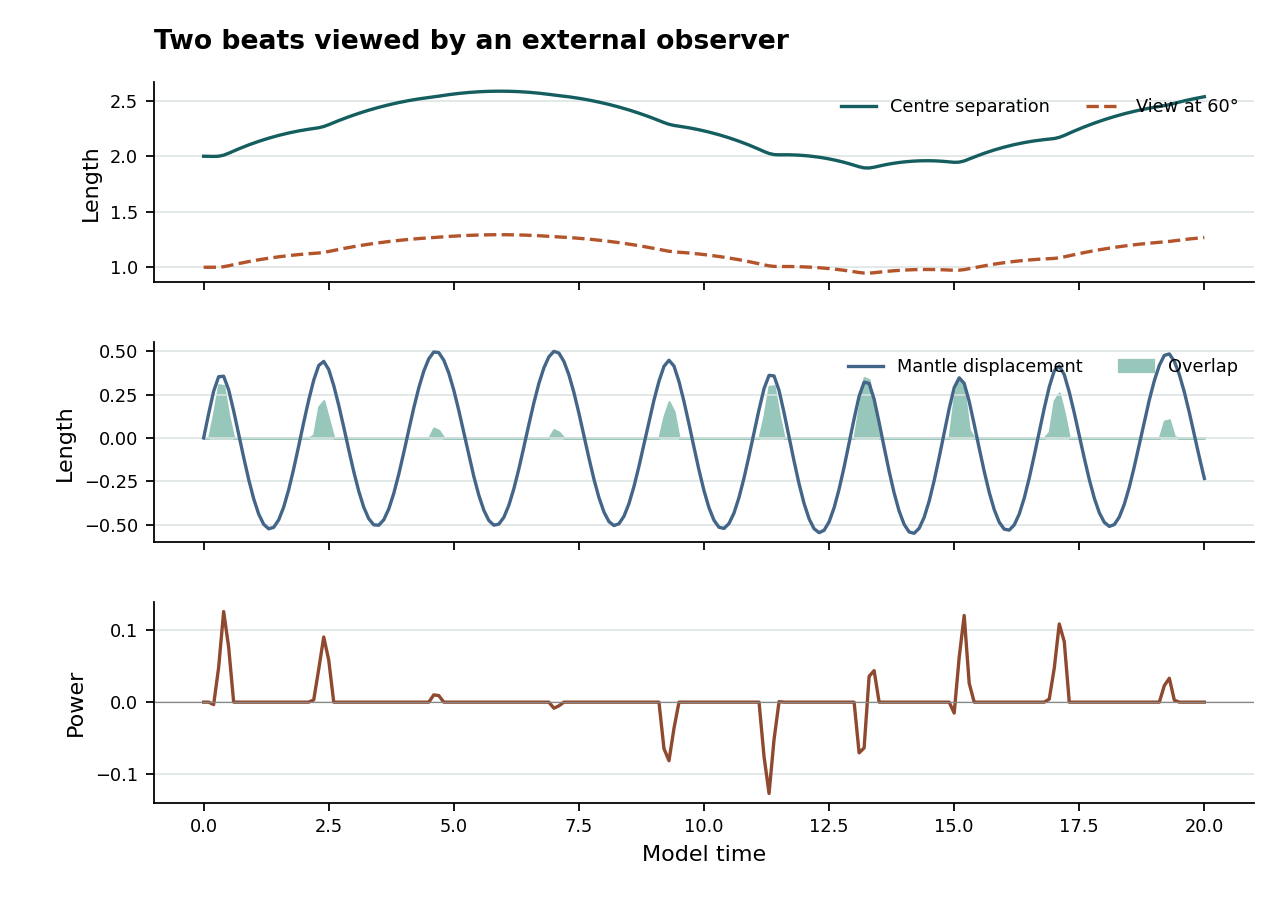 Two beats viewed by an external observer
Length
2.5
2.0
1.5
1.0
Centre separation
View at 60°
Length
0.50
0.25
0.00
−0.25
−0.50
Mantle displacement
Overlap
Power
0.1
0.0
−0.1
0.0 2.5 5.0 7.5 10.0 12.5 15.0 17.5 20.0
Model time